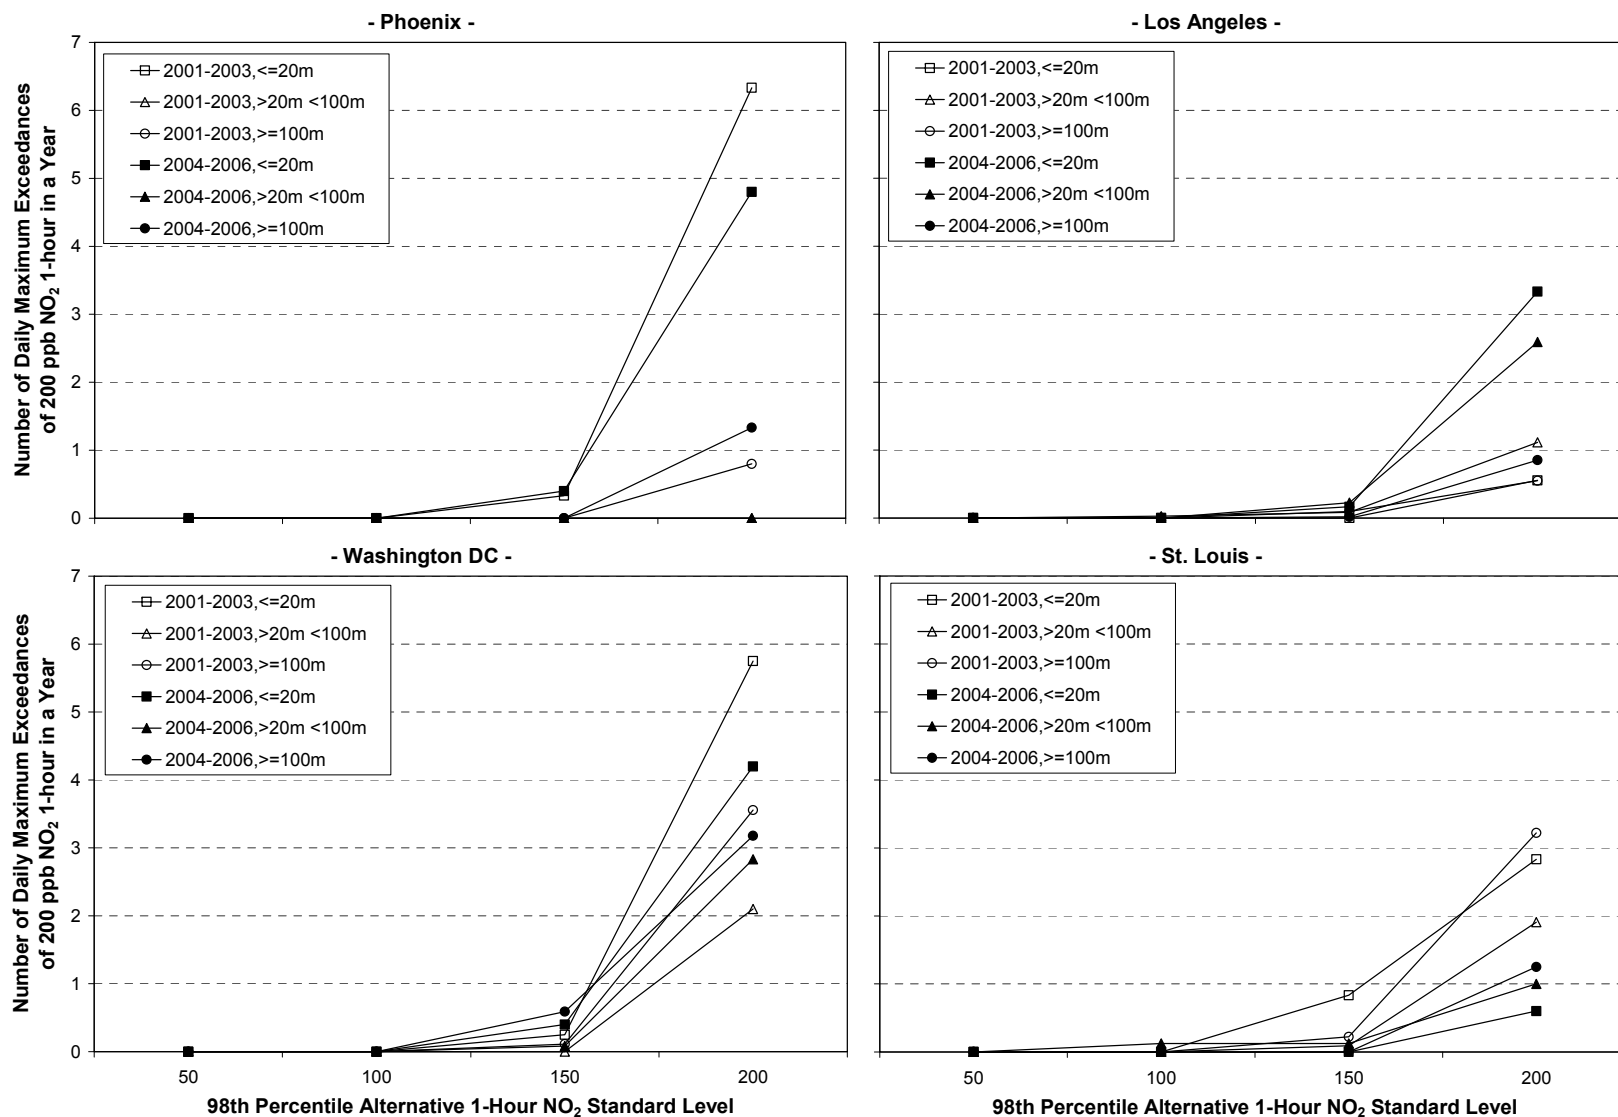 - Phoenix -
7
6
5
4
3
2
1
0
Number of Daily Maximum Exceedances
of 200 ppb NO₂ 1-hour in a Year
2001-2003,<=20m
2001-2003,>20m <100m
2001-2003,>=100m
2004-2006,<=20m
2004-2006,>20m <100m
2004-2006,>=100m
- Los Angeles -
2001-2003,<=20m
2001-2003,>20m <100m
2001-2003,>=100m
2004-2006,<=20m
2004-2006,>20m <100m
2004-2006,>=100m
- Washington DC -
7
6
5
4
3
2
1
0
Number of Daily Maximum Exceedances
of 200 ppb NO₂ 1-hour in a Year
2001-2003,<=20m
2001-2003,>20m <100m
2001-2003,>=100m
2004-2006,<=20m
2004-2006,>20m <100m
2004-2006,>=100m
50 100 150 200
98th Percentile Alternative 1-Hour NO₂ Standard Level
- St. Louis -
2001-2003,<=20m
2001-2003,>20m <100m
2001-2003,>=100m
2004-2006,<=20m
2004-2006,>20m <100m
2004-2006,>=100m
50 100 150 200
98th Percentile Alternative 1-Hour NO₂ Standard Level